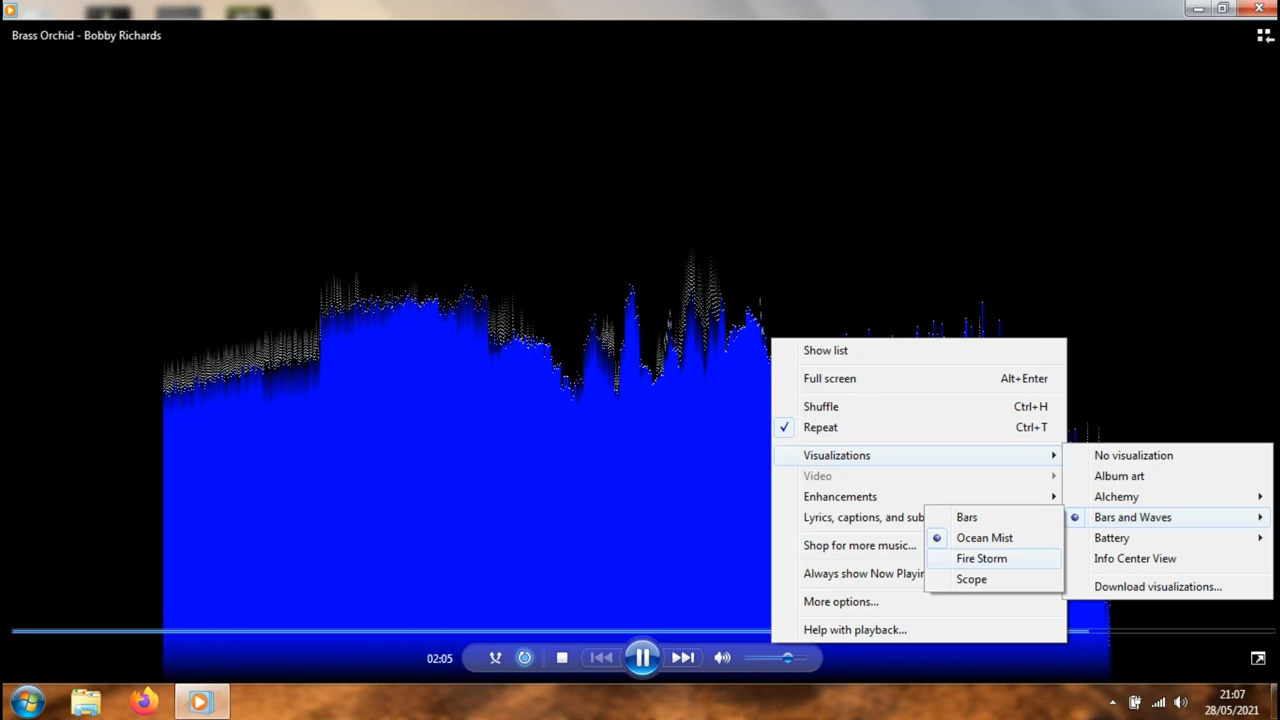 Brass Orchid - Bobby Richards
Show list
Full screen Alt+Enter
Shuffle Ctrl+H
Repeat Ctrl+T
Visualizations
Video
Enhancements
Lyrics, captions, and sub
Shop for more music...
Always show Now Playin
More options...
Help with playback...
No visualization
Album art
Alchemy
Bars and Waves
Battery
Info Center View
Download visualizations...
Bars
Ocean Mist
Fire Storm
Scope
02:05
21:07
28/05/2021